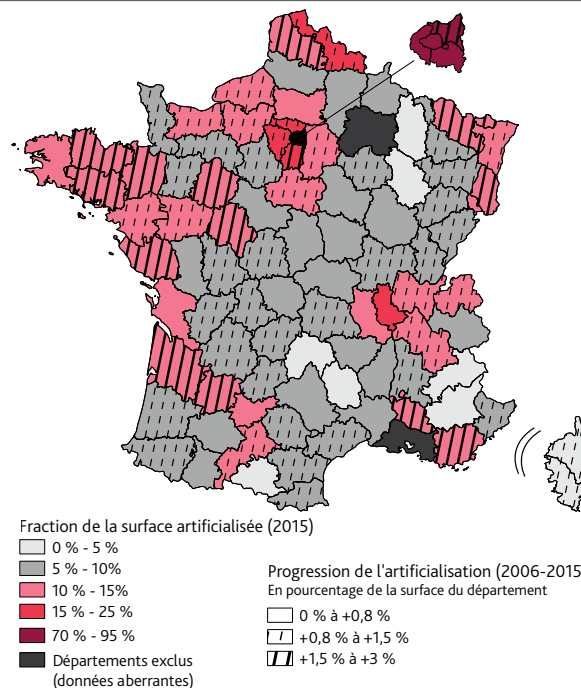 Fraction de la surface artificialisée (2015)
0 % - 5 %
5 % - 10%
10 % - 15%
15 % - 25 %
70 % - 95 %
Départements exclus
(données aberrantes)
Progression de l'artificialisation (2006-2015)
En pourcentage de la surface du département
0 % à +0,8 %
+0,8 % à +1,5 %
+1,5 % à +3 %